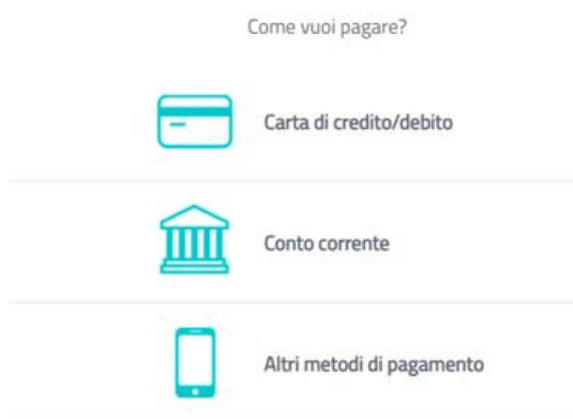 Come vuoi pagare?
Carta di credito/debito
Conto corrente
Altri metodi di pagamento